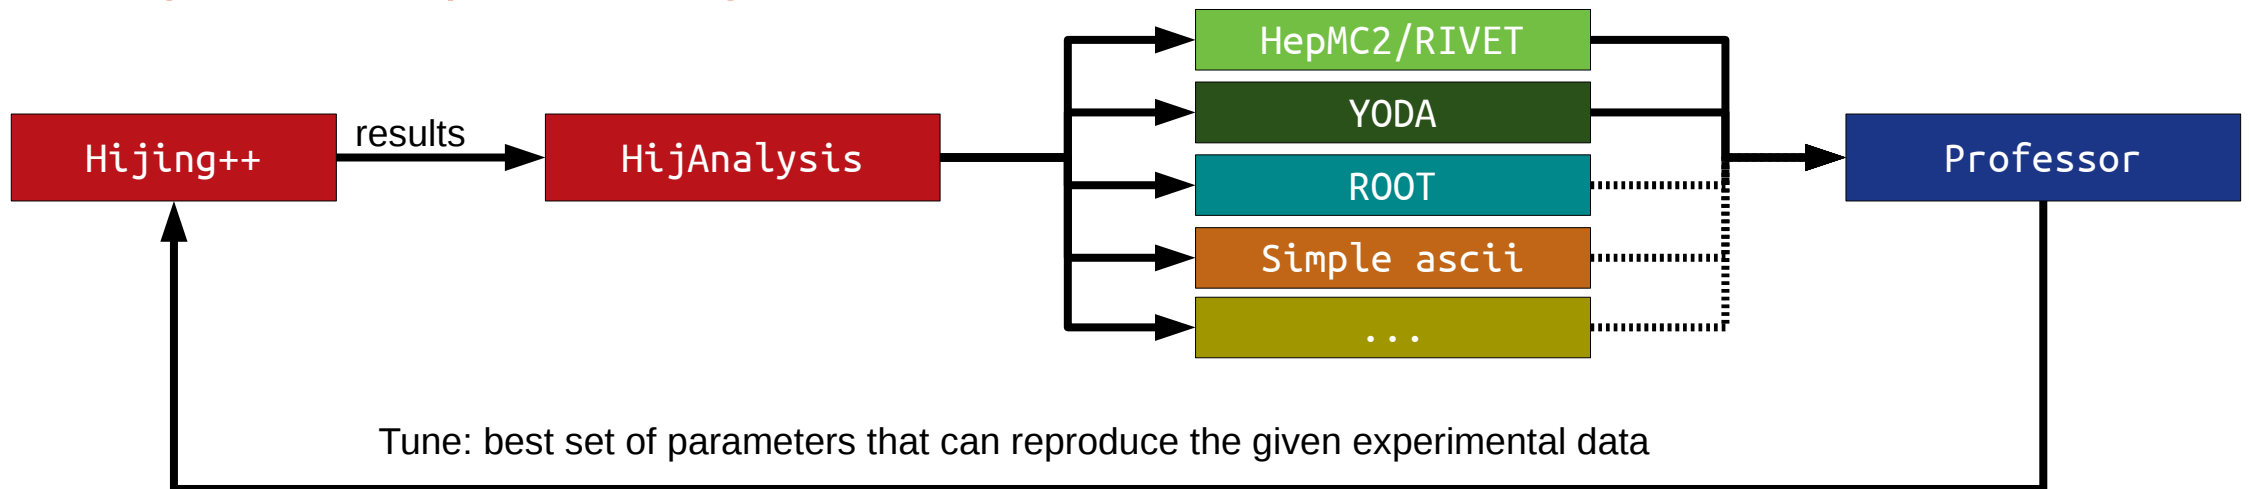 HepMC2/RIVET
YODA
Hijing++
results
HijAnalysis
ROOT
Professor
Simple ascii
...
Tune: best set of parameters that can reproduce the given experimental data